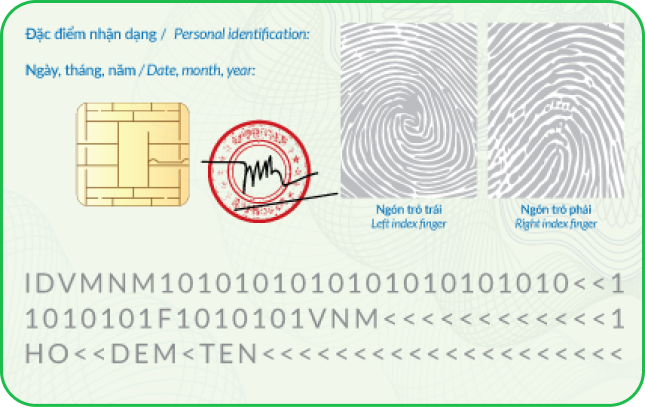 Đặc điểm nhận dạng / Personal identification:
Ngày, tháng, năm / Date, month, year:
Ngón trỏ trái
Left index finger
Ngón trỏ phải
Right index finger
IDVMNM1010101010101010101010<<1
1010101F1010101VNM<<<<<<<<<<<<1
HO<<DEM<TEN<<<<<<<<<<<<<<<<<<<<